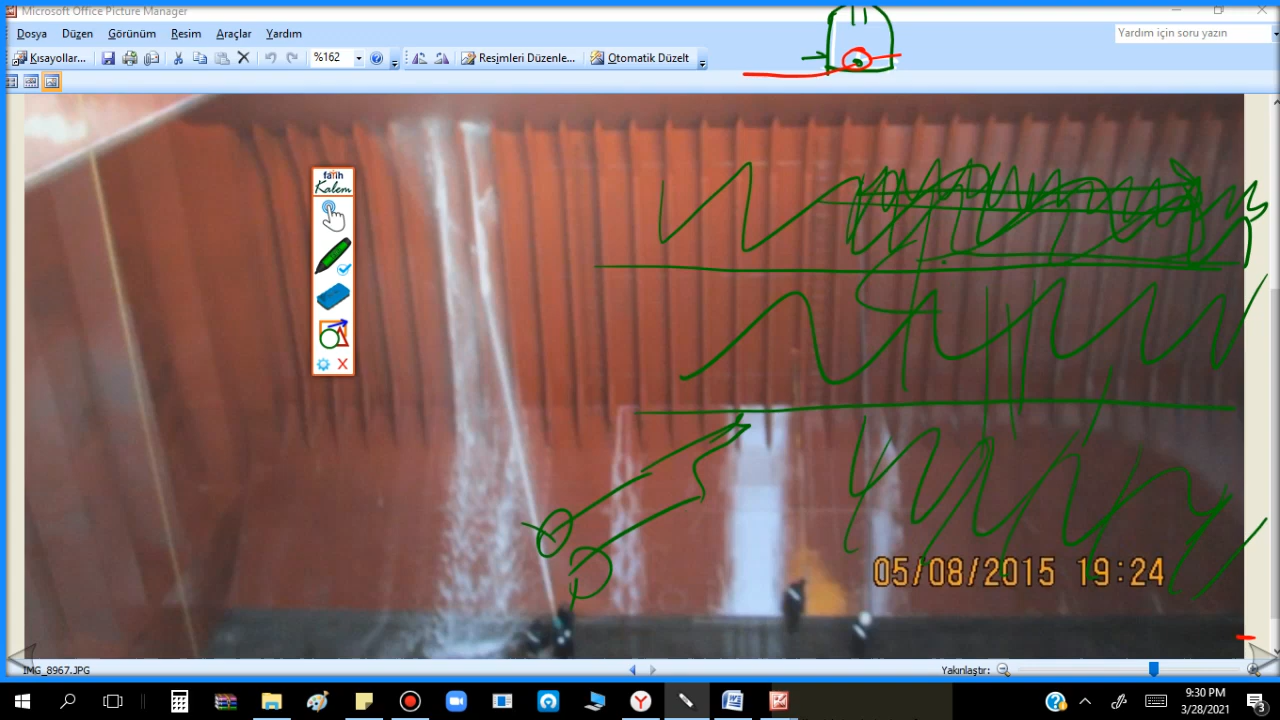 Microsoft Office Picture Manager
Dosya Düzen Görünüm Resim Araçlar Yardım
Yardım için soru yazın
Kısayollar... %162 Resimleri Düzenle... Otomatik Düzelt
fatih
Kalem
05/08/2015 19:24
IMG_8967.JPG
Yakınlaştır:
9:30 PM
3/28/2021
3